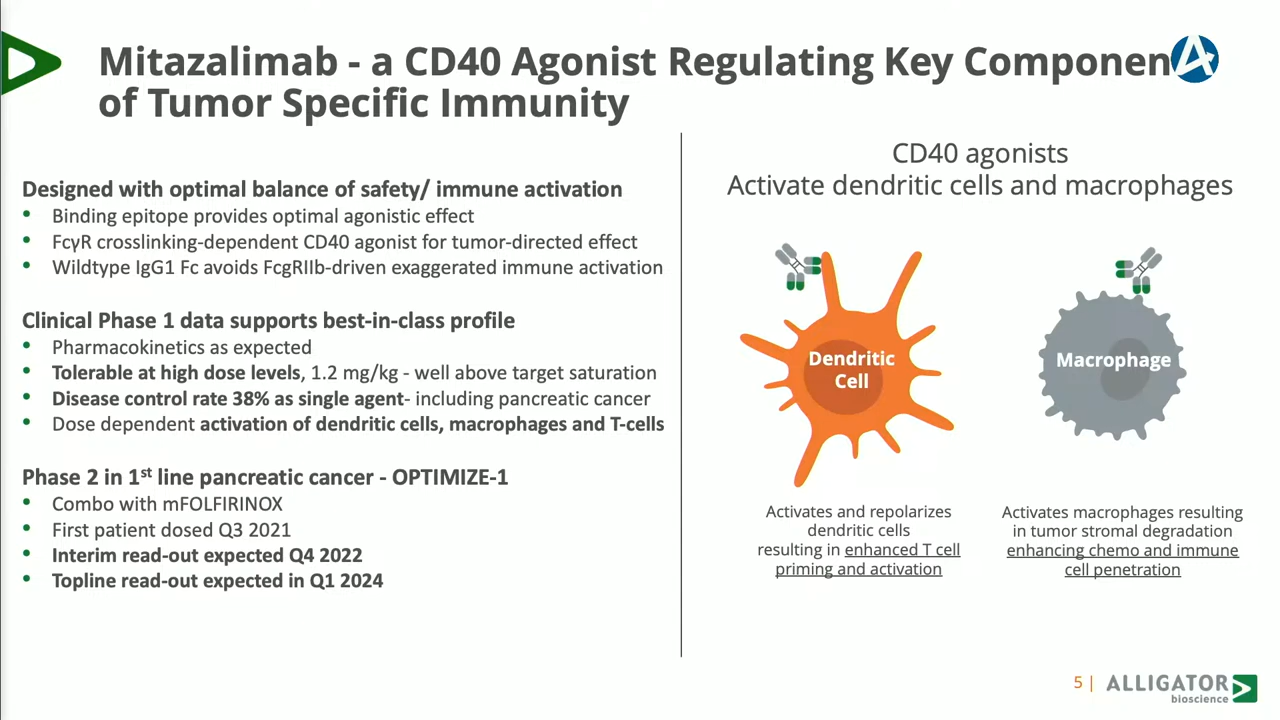 Mitazalimab - a CD40 Agonist Regulating Key Componen
of Tumor Specific Immunity
Designed with optimal balance of safety/ immune activation
• Binding epitope provides optimal agonistic effect
• FcγR crosslinking-dependent CD40 agonist for tumor-directed effect
• Wildtype IgG1 Fc avoids FcgRIIb-driven exaggerated immune activation
Clinical Phase 1 data supports best-in-class profile
• Pharmacokinetics as expected
• Tolerable at high dose levels, 1.2 mg/kg - well above target saturation
• Disease control rate 38% as single agent- including pancreatic cancer
• Dose dependent activation of dendritic cells, macrophages and T-cells
Phase 2 in 1st line pancreatic cancer - OPTIMIZE-1
• Combo with mFOLFIRINOX
• First patient dosed Q3 2021
• Interim read-out expected Q4 2022
• Topline read-out expected in Q1 2024
CD40 agonists
Activate dendritic cells and macrophages
Dendritic
Cell
Activates and repolarizes
dendritic cells
resulting in enhanced T cell
priming and activation
Macrophage
Activates macrophages resulting
in tumor stromal degradation
enhancing chemo and immune
cell penetration
5 |
ALLIGATOR
bioscience